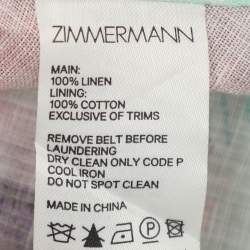 ZIMMERMANN
MAIN:
100% LINEN
LINING:
100% COTTON
EXCLUSIVE OF TRIMS
REMOVE BELT BEFORE
LAUNDERING
DRY CLEAN ONLY CODE P
COOL IRON
DO NOT SPOT CLEAN
MADE IN CHINA
P